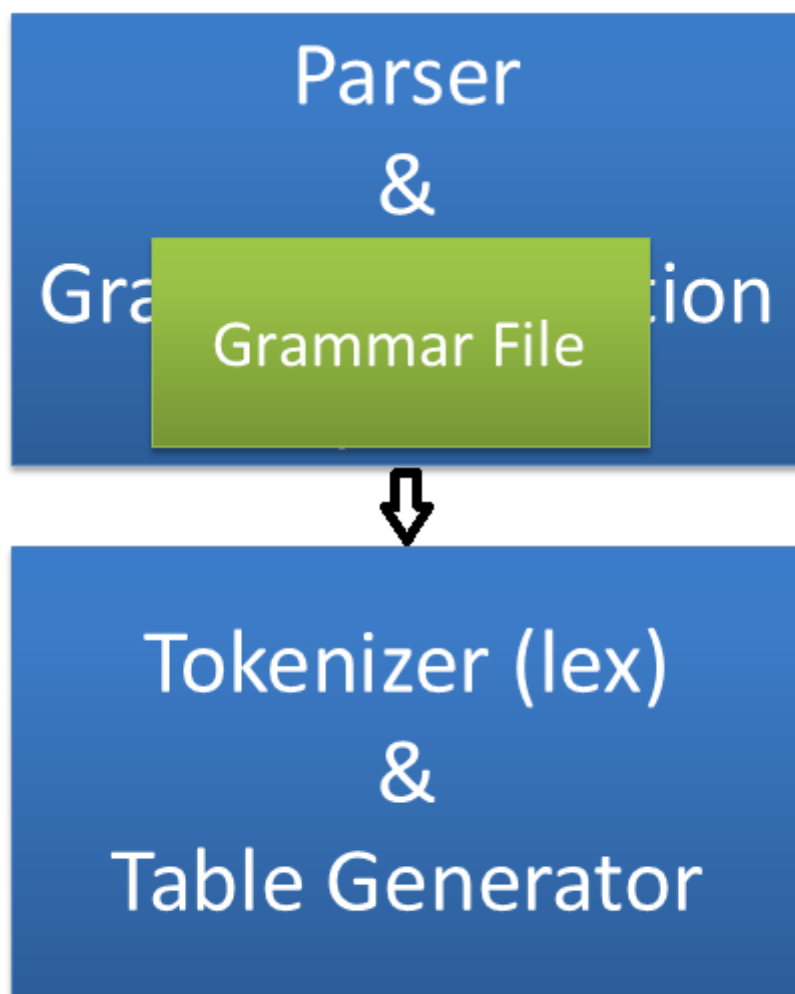 Parser
&
Grammar File
Tokenizer (lex)
&
Table Generator